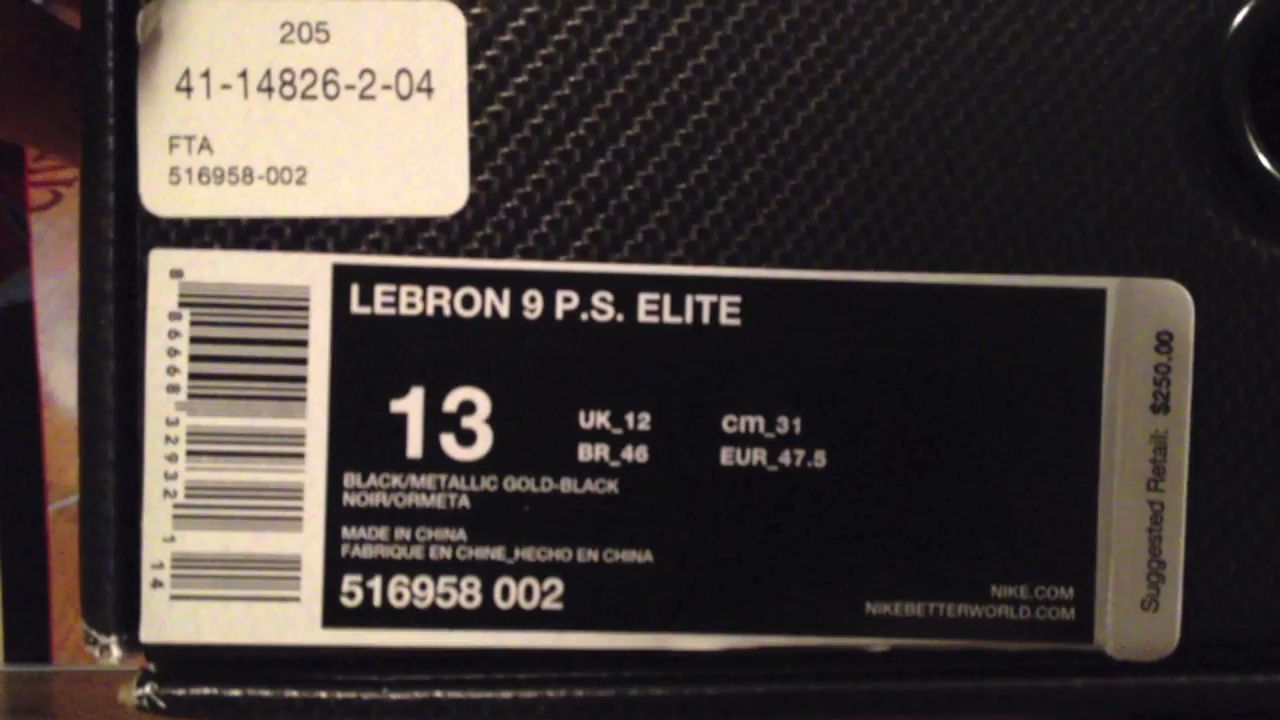 205
41-14826-2-04
FTA
516958-002
LEBRON 9 P.S. ELITE
13
UK_12 cm_31
BR_46 EUR_47.5
BLACK/METALLIC GOLD-BLACK
NOIR/ORMETA
MADE IN CHINA
FABRIQUE EN CHINE_HECHO EN CHINA
516958 002
NIKE.COM
NIKEBETTERWORLD.COM
8 86668 32932 1
14
Suggested Retail: $250.00